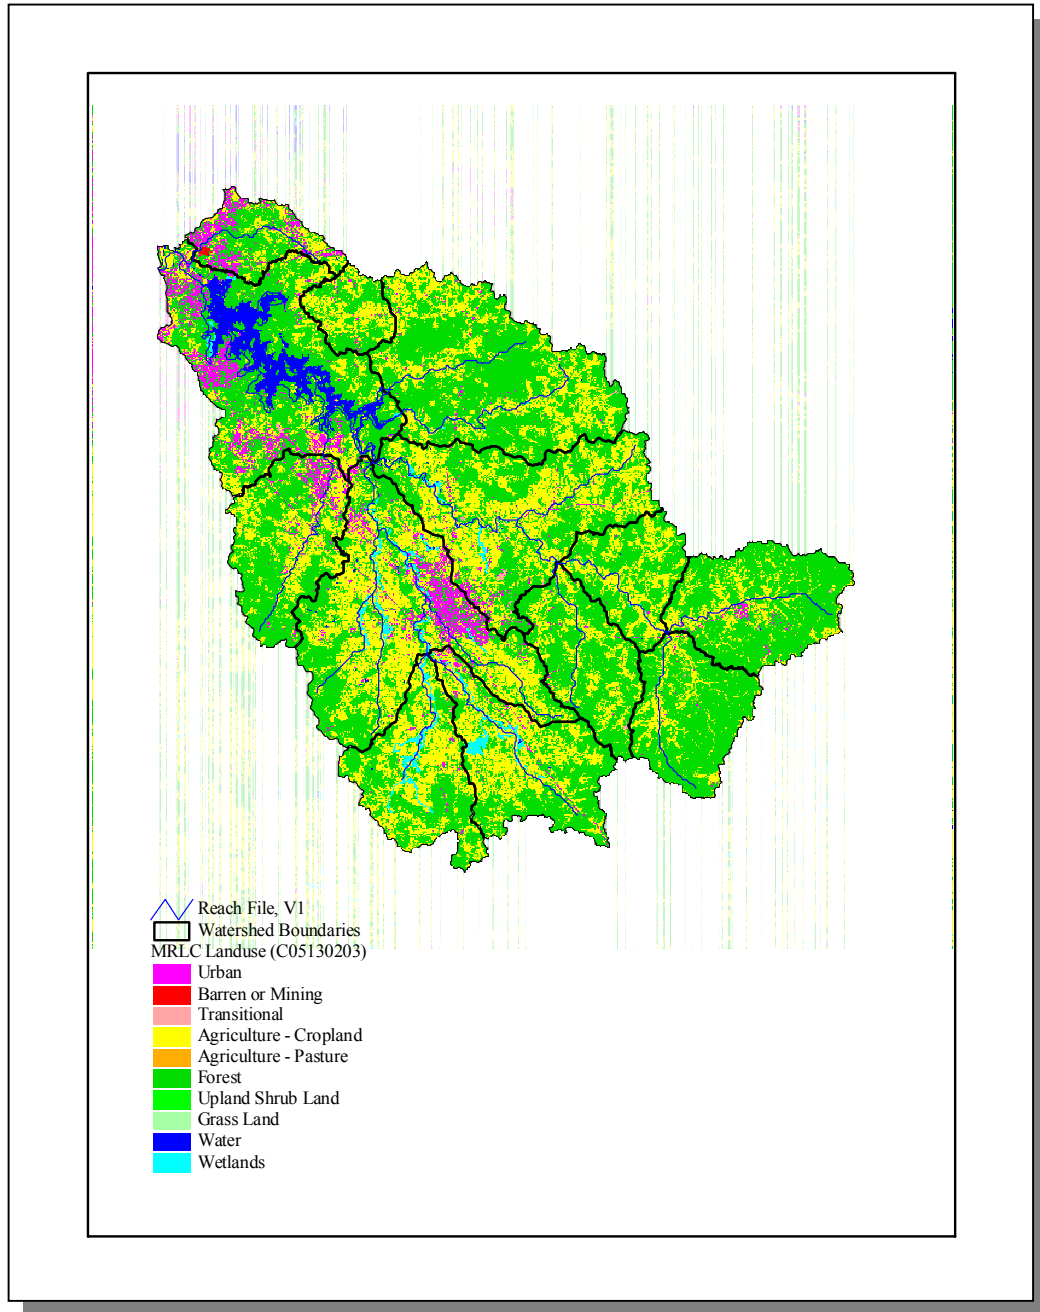 Reach File, V1
Watershed Boundaries
MRLC Landuse (C05130203)
Urban
Barren or Mining
Transitional
Agriculture - Cropland
Agriculture - Pasture
Forest
Upland Shrub Land
Grass Land
Water
Wetlands